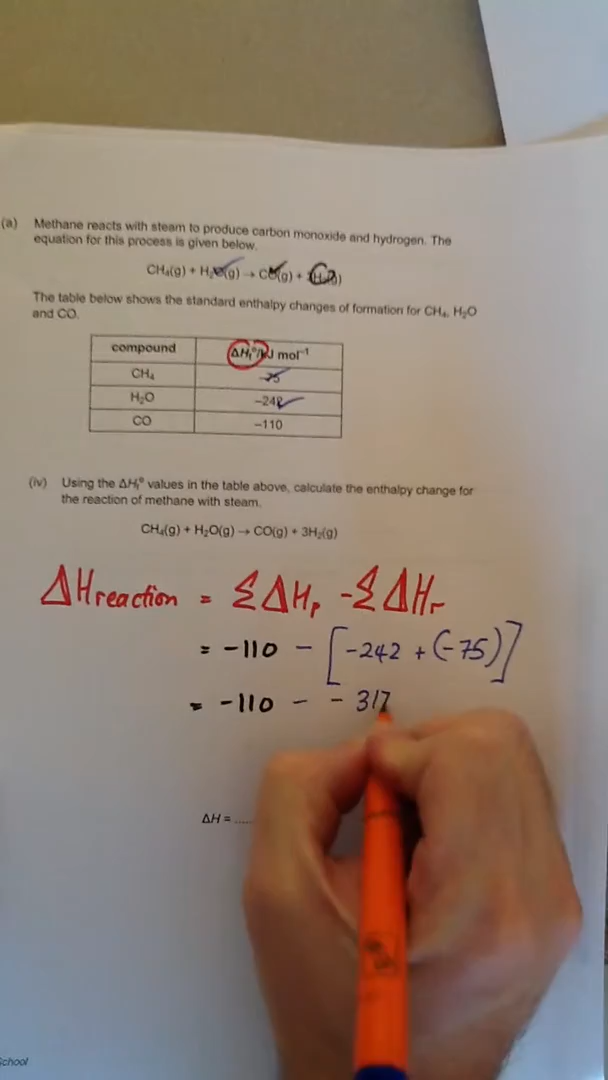 (a) Methane reacts with steam to produce carbon monoxide and hydrogen. The
equation for this process is given below.
CH₄(g) + H₂O(g) → CO(g) + 3H₂(g)
The table below shows the standard enthalpy changes of formation for CH₄, H₂O
and CO.
compound ΔHf°/kJ mol⁻¹
CH₄ –75
H₂O –242
CO –110
(iv) Using the ΔHf° values in the table above, calculate the enthalpy change for
the reaction of methane with steam.
CH₄(g) + H₂O(g) → CO(g) + 3H₂(g)
ΔH reaction = ΣΔHp - ΣΔHr
= -110 - [-242 + (-75)]
= -110 - - 317
ΔH = .....
School